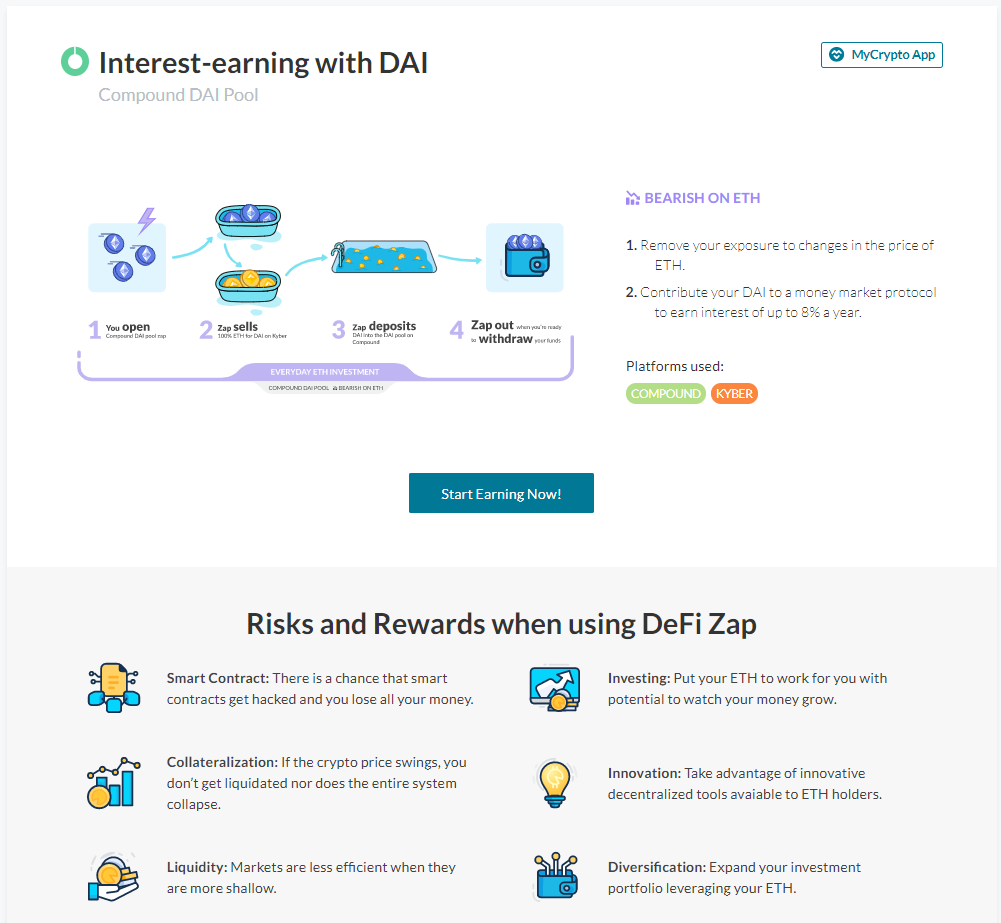 Interest-earning with DAI
Compound DAI Pool
MyCrypto App
1 You open
Compound DAI pool zap
2 Zap sells
100% ETH for DAI on Kyber
3 Zap deposits
DAI into the DAI pool on
Compound
4 Zap out when you're ready
to withdraw your funds
EVERYDAY ETH INVESTMENT
COMPOUND DAI POOL BEARISH ON ETH
BEARISH ON ETH
1. Remove your exposure to changes in the price of
ETH.
2. Contribute your DAI to a money market protocol
to earn interest of up to 8% a year.
Platforms used:
COMPOUND KYBER
Start Earning Now!
Risks and Rewards when using DeFi Zap
Smart Contract: There is a chance that smart
contracts get hacked and you lose all your money.
Investing: Put your ETH to work for you with
potential to watch your money grow.
Collateralization: If the crypto price swings, you
don't get liquidated nor does the entire system
collapse.
Innovation: Take advantage of innovative
decentralized tools avaiable to ETH holders.
Liquidity: Markets are less efficient when they
are more shallow.
Diversification: Expand your investment
portfolio leveraging your ETH.